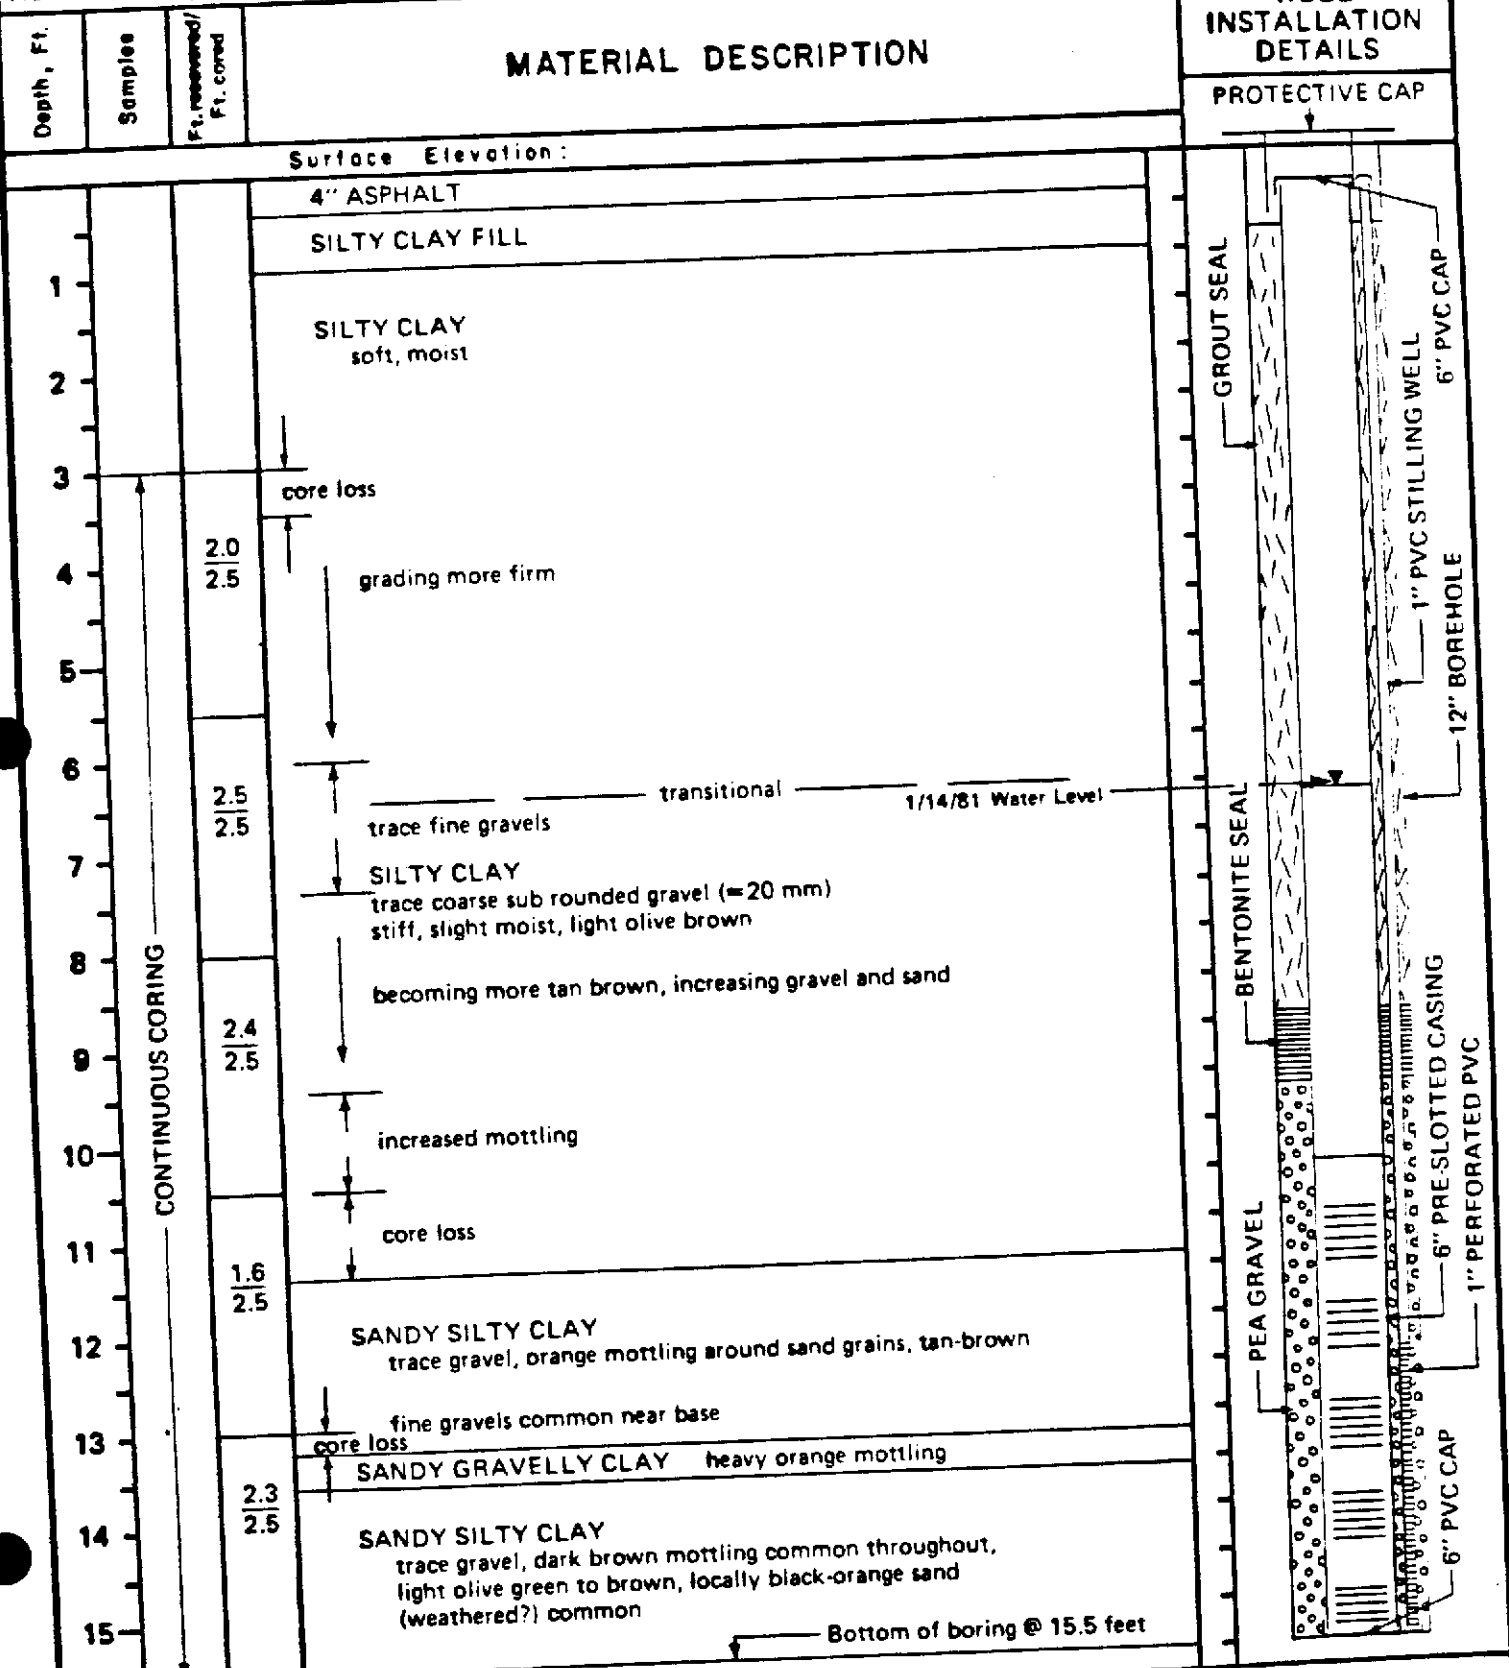 Depth, Ft.
Samples
Ft. recovered/
Ft. cored
MATERIAL DESCRIPTION
INSTALLATION
DETAILS
PROTECTIVE CAP
Surface Elevation:
4" ASPHALT
SILTY CLAY FILL
1
SILTY CLAY
soft, moist
2
3
core loss
2.0
2.5
4
grading more firm
5
6
2.5
2.5
transitional
1/14/81 Water Level
trace fine gravels
7
SILTY CLAY
trace coarse sub rounded gravel (≈20 mm)
stiff, slight moist, light olive brown
8
becoming more tan brown, increasing gravel and sand
2.4
2.5
9
CONTINUOUS CORING
increased mottling
10
core loss
11
1.6
2.5
SANDY SILTY CLAY
trace gravel, orange mottling around sand grains, tan-brown
12
fine gravels common near base
13
core loss
SANDY GRAVELLY CLAY heavy orange mottling
2.3
2.5
14
SANDY SILTY CLAY
trace gravel, dark brown mottling common throughout,
light olive green to brown, locally black-orange sand
(weathered?) common
15
Bottom of boring @ 15.5 feet
GROUT SEAL
6" PVC CAP
1" PVC STILLING WELL
12" BOREHOLE
BENTONITE SEAL
6" PRE-SLOTTED CASING
1" PERFORATED PVC
PEA GRAVEL
6" PVC CAP